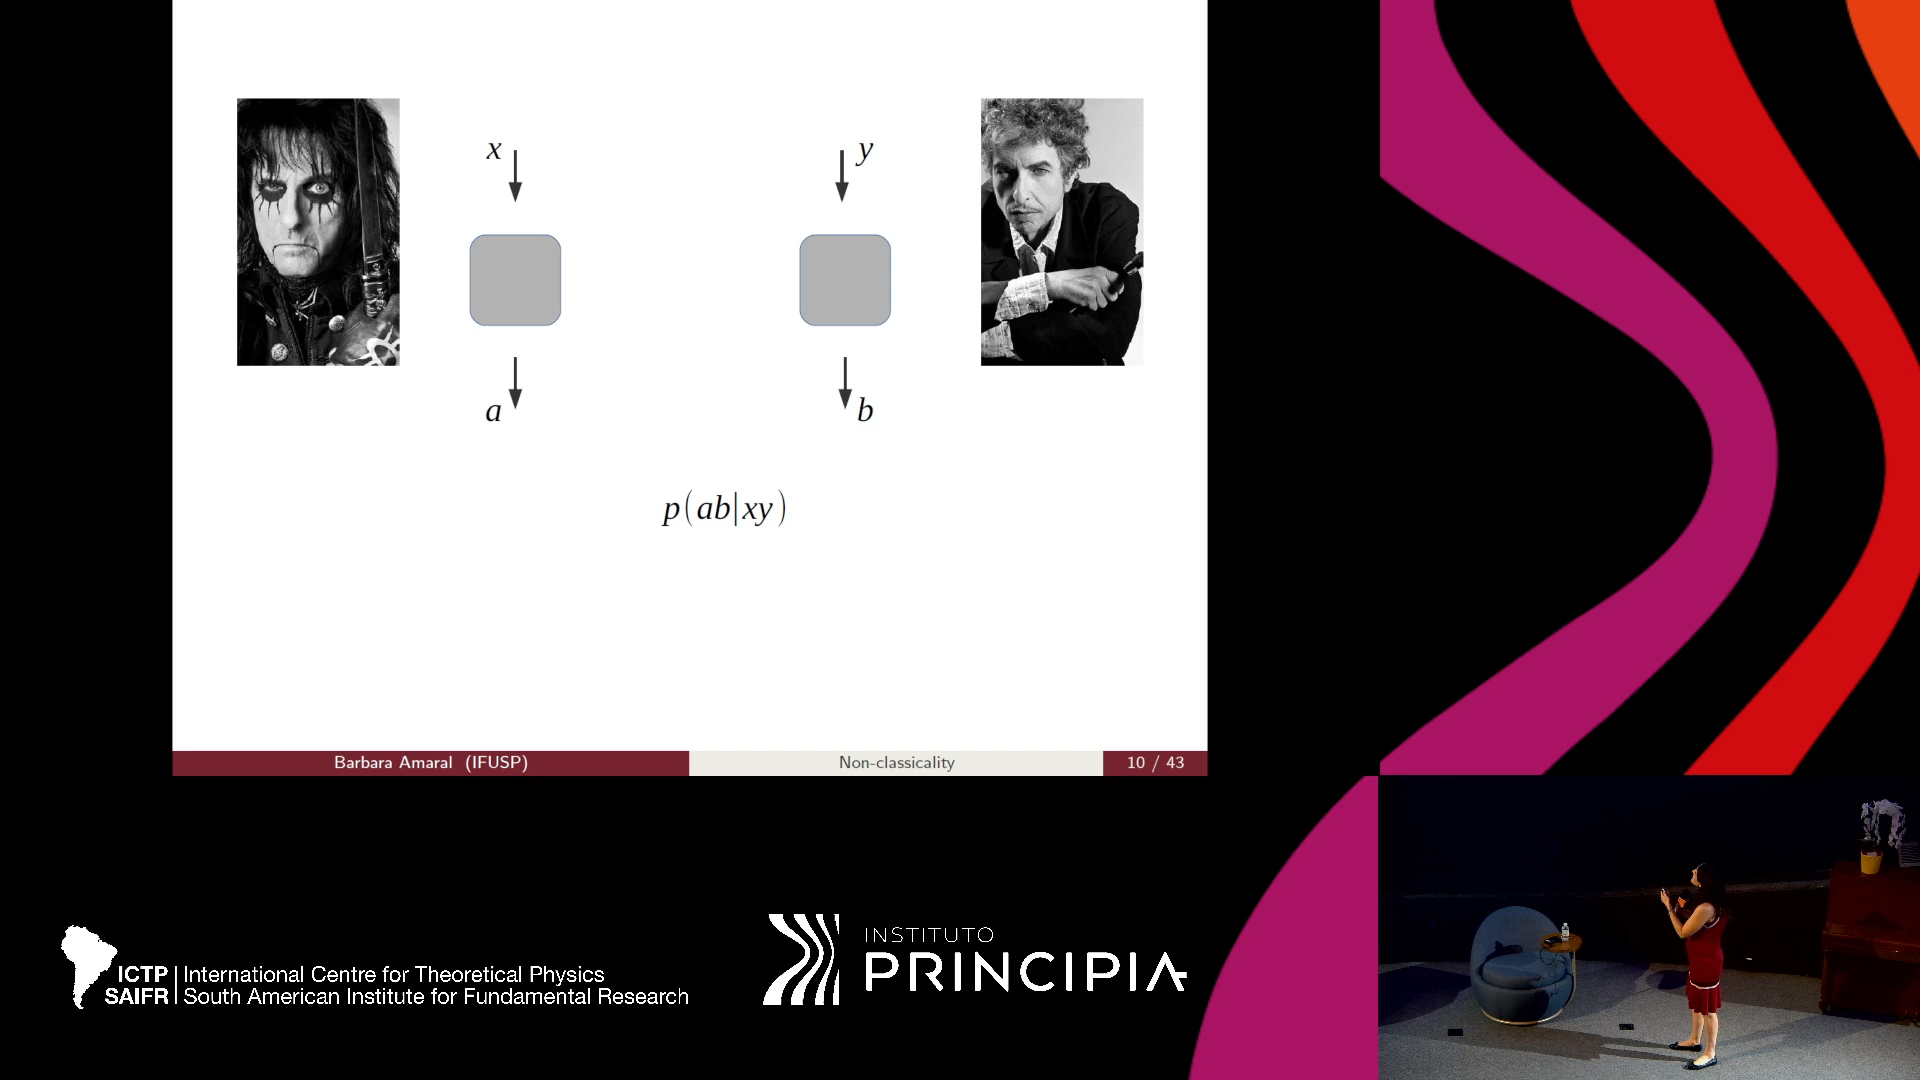 x
y
a
b
p(ab|xy)
Barbara Amaral (IFUSP)
Non-classicality
10 / 43
ICTP | International Centre for Theoretical Physics
SAIFR | South American Institute for Fundamental Research
INSTITUTO
PRINCIPIA